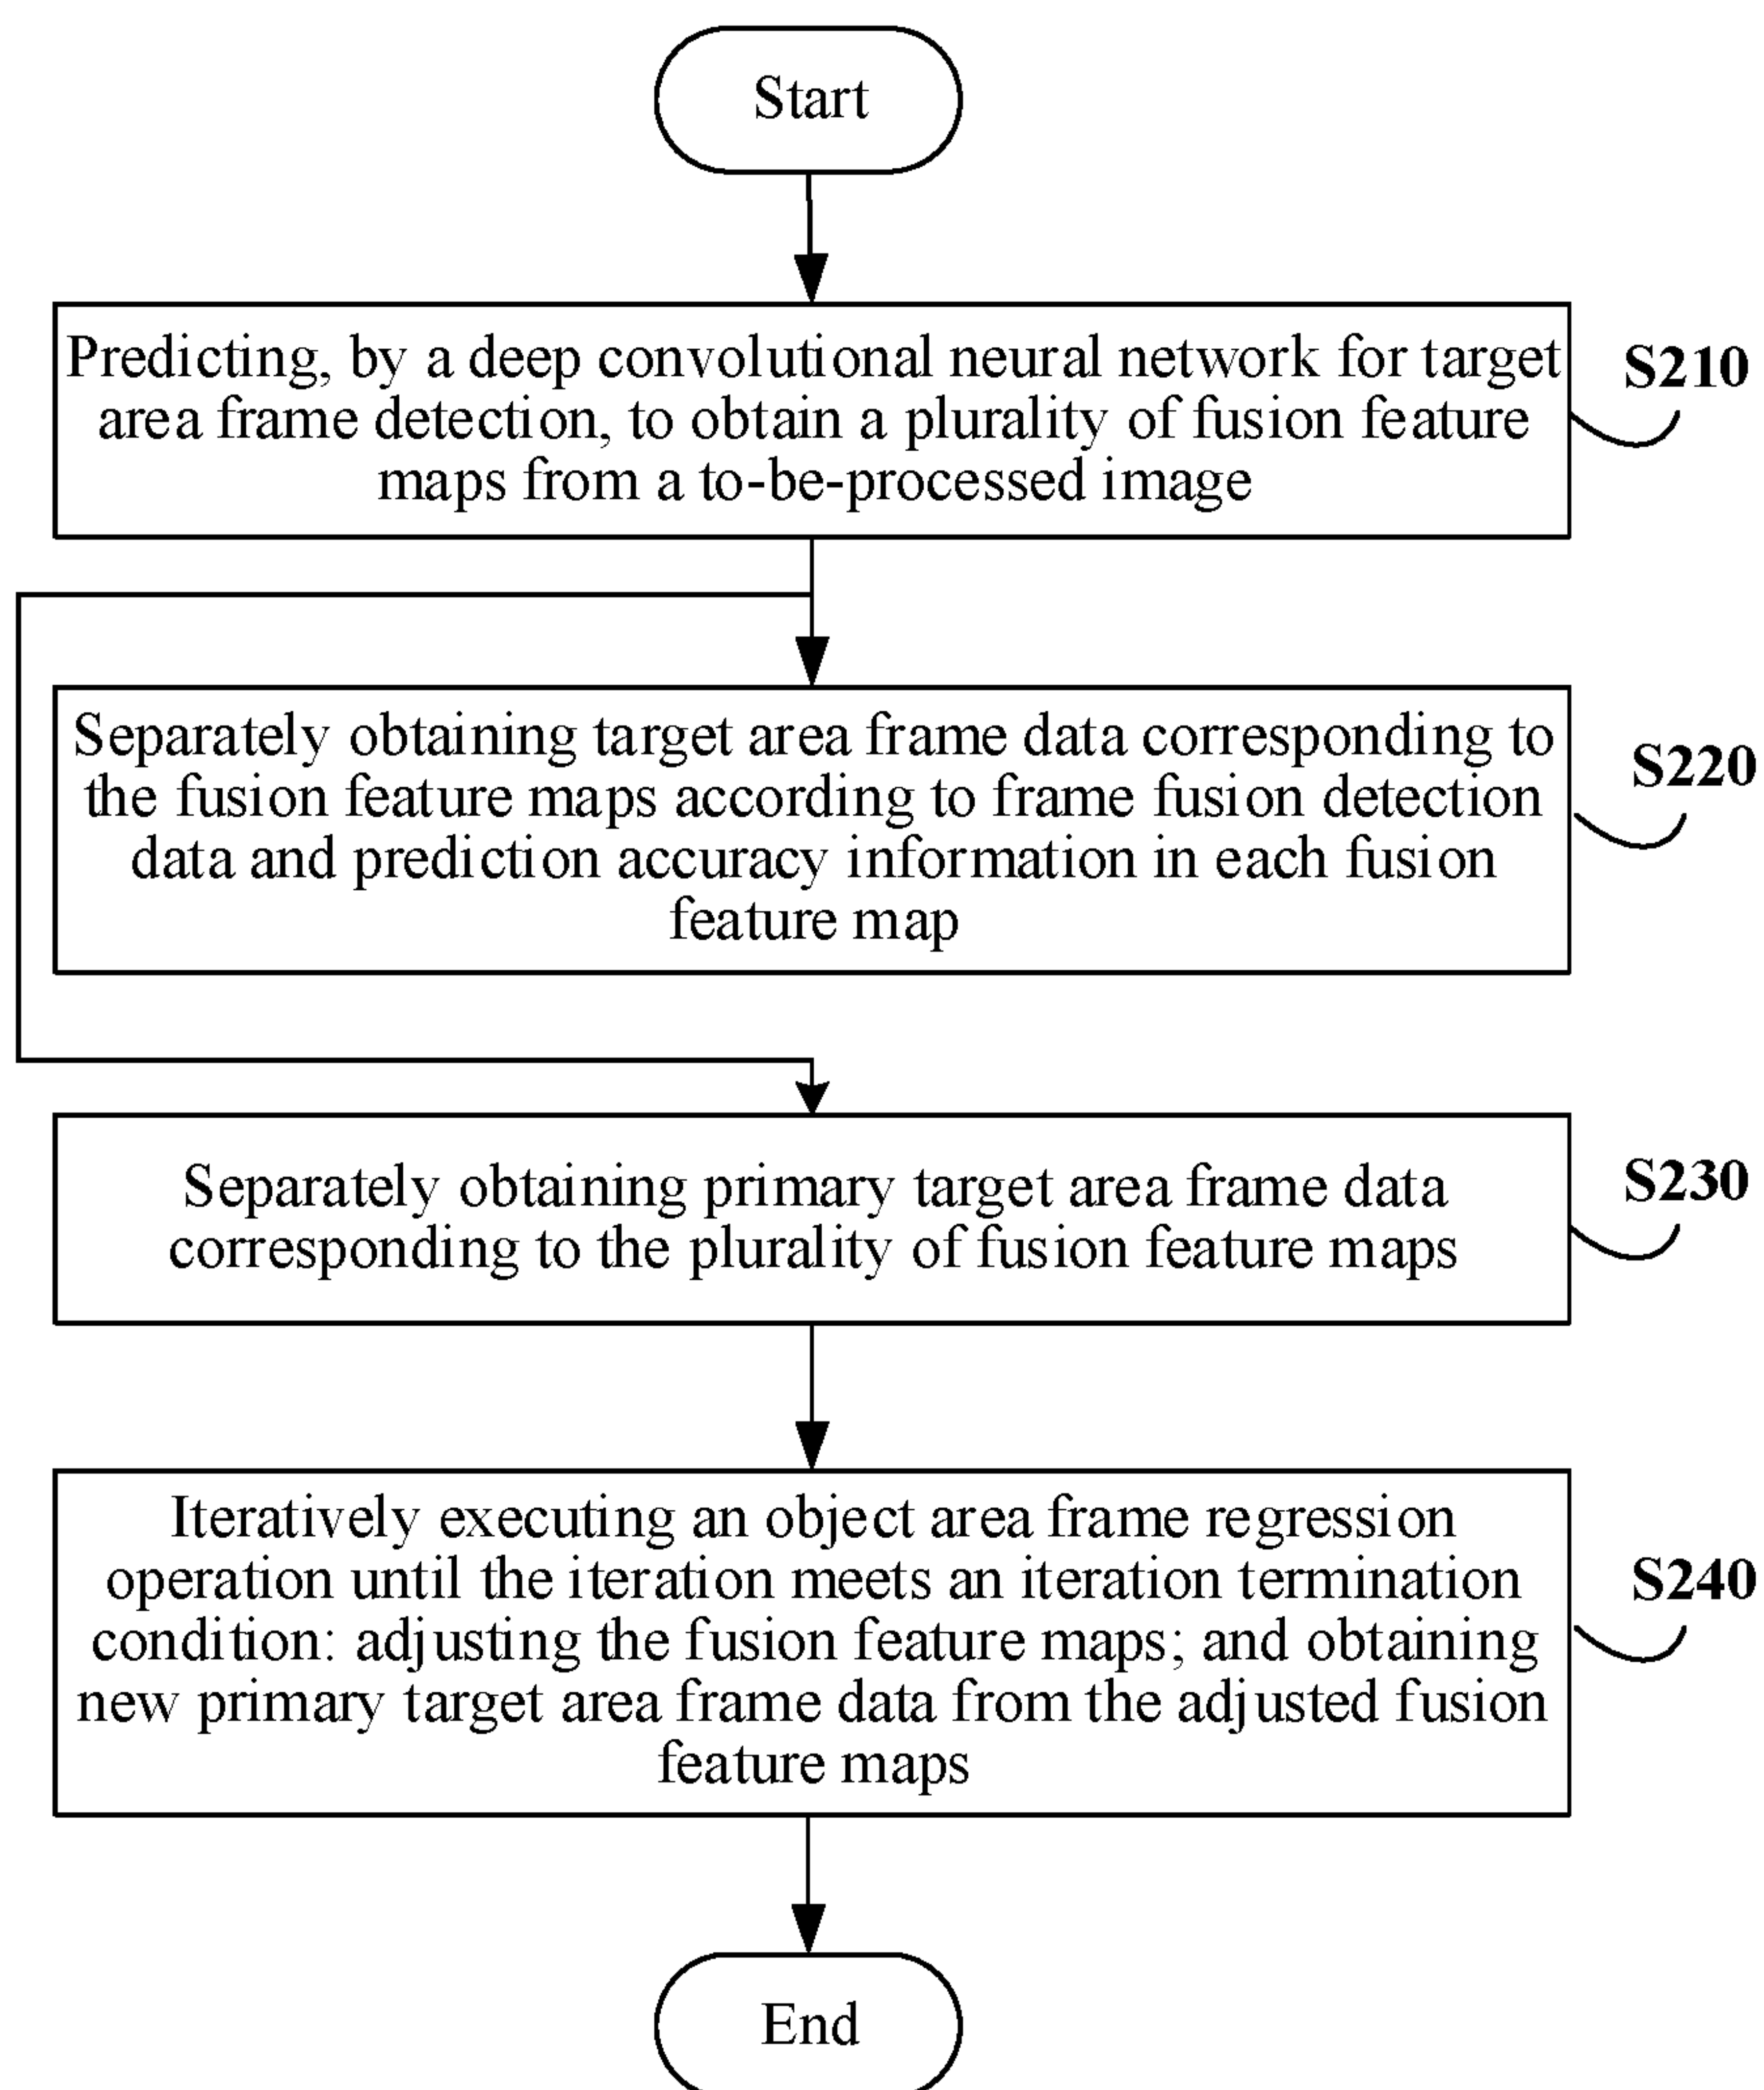 Start
Predicting, by a deep convolutional neural network for target
area frame detection, to obtain a plurality of fusion feature
maps from a to-be-processed image
S210
Separately obtaining target area frame data corresponding to
the fusion feature maps according to frame fusion detection
data and prediction accuracy information in each fusion
feature map
S220
Separately obtaining primary target area frame data
corresponding to the plurality of fusion feature maps
S230
Iteratively executing an object area frame regression
operation until the iteration meets an iteration termination
condition: adjusting the fusion feature maps; and obtaining
new primary target area frame data from the adjusted fusion
feature maps
S240
End